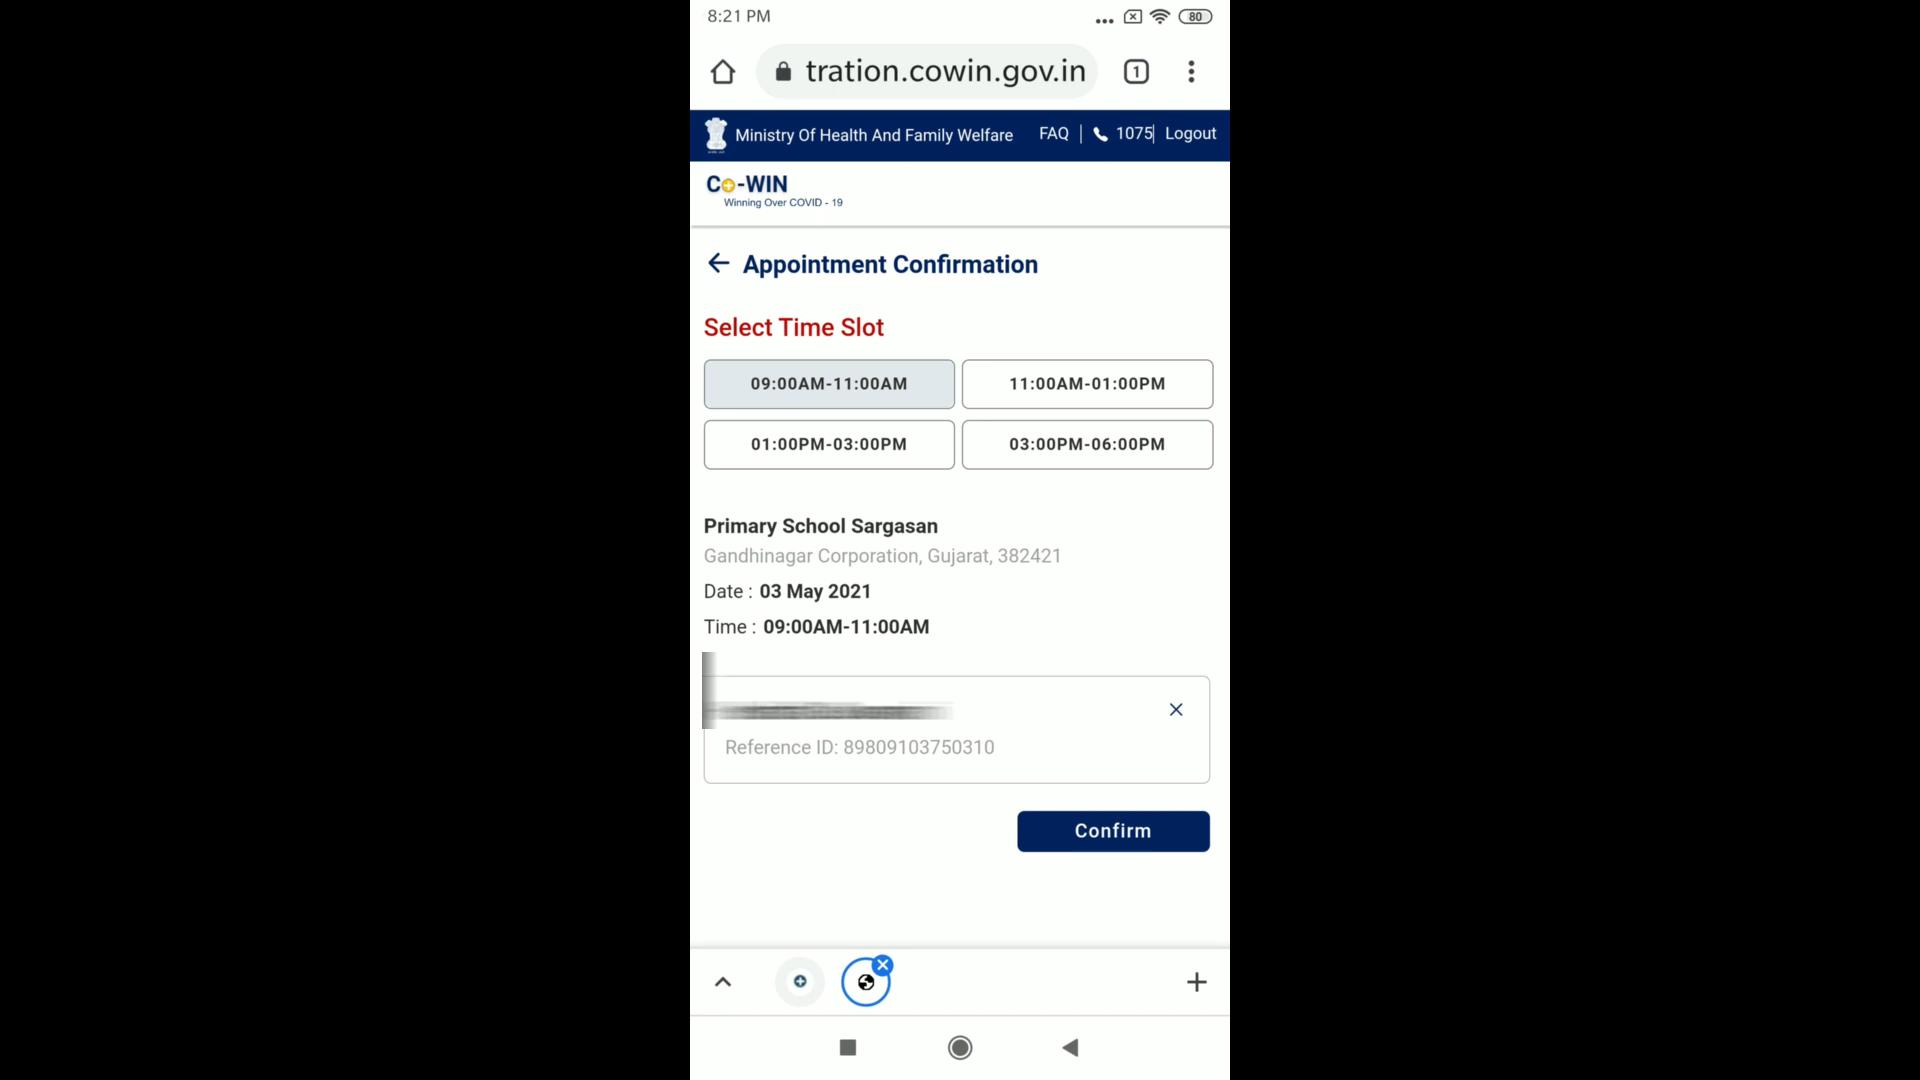 8:21 PM
80
tration.cowin.gov.in
1
Ministry Of Health And Family Welfare FAQ | 1075| Logout
Co-WIN
Winning Over COVID - 19
Appointment Confirmation
Select Time Slot
09:00AM-11:00AM 11:00AM-01:00PM
01:00PM-03:00PM 03:00PM-06:00PM
Primary School Sargasan
Gandhinagar Corporation, Gujarat, 382421
Date : 03 May 2021
Time : 09:00AM-11:00AM
Reference ID: 89809103750310
Confirm